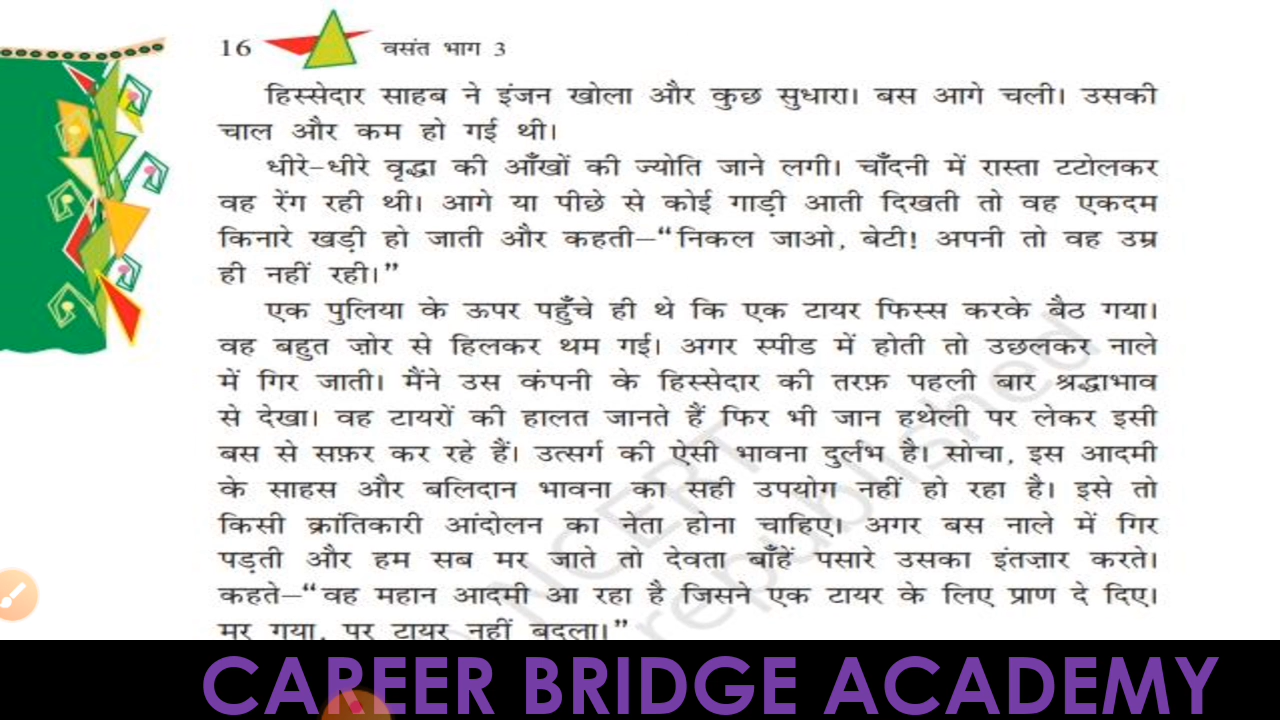 16 वसंत भाग 3
हिस्सेदार साहब ने इंजन खोला और कुछ सुधारा। बस आगे चली। उसकी
चाल और कम हो गई थी।
धीरे-धीरे वृद्धा की आँखों की ज्योति जाने लगी। चाँदनी में रास्ता टटोलकर
वह रेंग रही थी। आगे या पीछे से कोई गाड़ी आती दिखती तो वह एकदम
किनारे खड़ी हो जाती और कहती—“निकल जाओ, बेटी! अपनी तो वह उम्र
ही नहीं रही।”
एक पुलिया के ऊपर पहुँचे ही थे कि एक टायर फिस्स करके बैठ गया।
वह बहुत ज़ोर से हिलकर थम गई। अगर स्पीड में होती तो उछलकर नाले
में गिर जाती। मैंने उस कंपनी के हिस्सेदार की तरफ़ पहली बार श्रद्धाभाव
से देखा। वह टायरों की हालत जानते हैं फिर भी जान हथेली पर लेकर इसी
बस से सफ़र कर रहे हैं। उत्सर्ग की ऐसी भावना दुर्लभ है। सोचा, इस आदमी
के साहस और बलिदान भावना का सही उपयोग नहीं हो रहा है। इसे तो
किसी क्रांतिकारी आंदोलन का नेता होना चाहिए। अगर बस नाले में गिर
पड़ती और हम सब मर जाते तो देवता बाँहें पसारे उसका इंतज़ार करते।
कहते—“वह महान आदमी आ रहा है जिसने एक टायर के लिए प्राण दे दिए।
मर गया, पर टायर नहीं बदला।”
NCERT
republished
CAREER BRIDGE ACADEMY